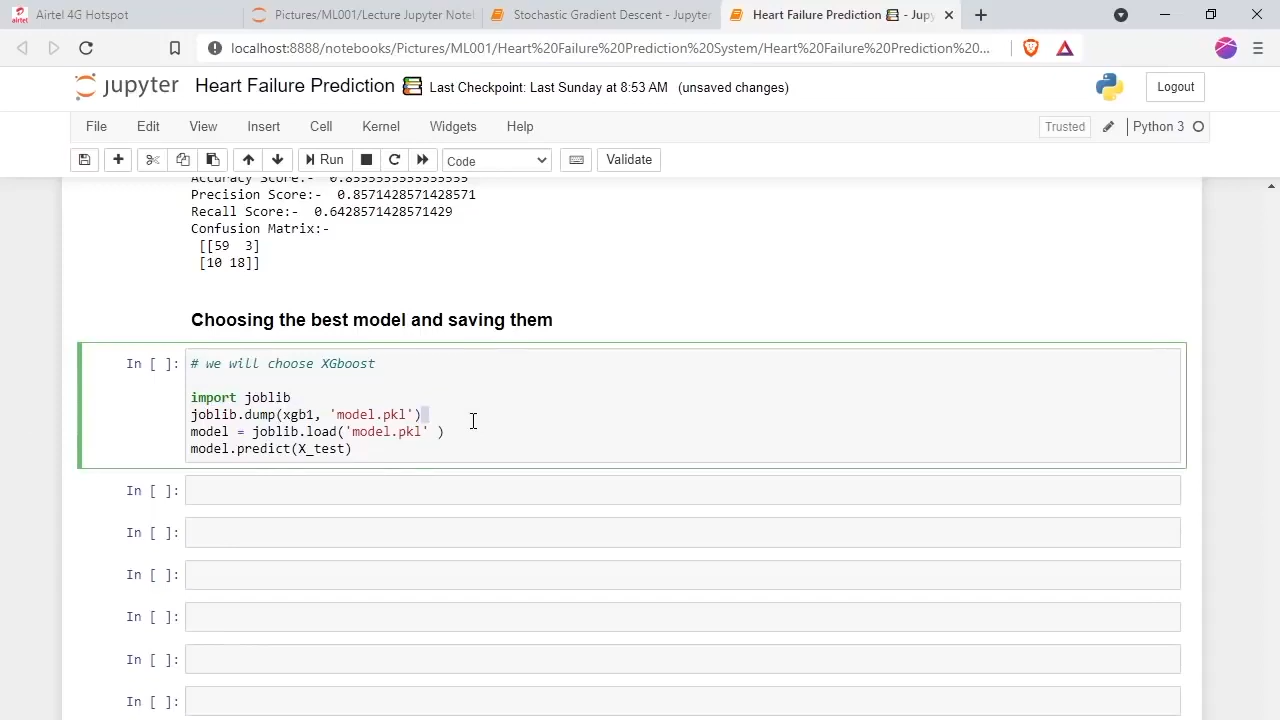 Airtel 4G Hotspot
Pictures/ML001/Lecture Jupyter Notel
Stochastic Gradient Descent - Jupyter
Heart Failure Prediction - Jup
localhost:8888/notebooks/Pictures/ML001/Heart%20Failure%20Prediction%20System/Heart%20Failure%20Prediction%20...
jupyter Heart Failure Prediction Last Checkpoint: Last Sunday at 8:53 AM (unsaved changes) Logout
File Edit View Insert Cell Kernel Widgets Help Trusted Python 3
Run Code Validate
Accuracy Score:- 0.8555555555555555
Precision Score:- 0.8571428571428571
Recall Score:- 0.6428571428571429
Confusion Matrix:-
[[59 3]
[10 18]]
Choosing the best model and saving them
In [ ]: # we will choose XGboost
import joblib
joblib.dump(xgb1, 'model.pkl')
model = joblib.load('model.pkl' )
model.predict(X_test)
In [ ]:
In [ ]:
In [ ]:
In [ ]:
In [ ]:
In [ ]: